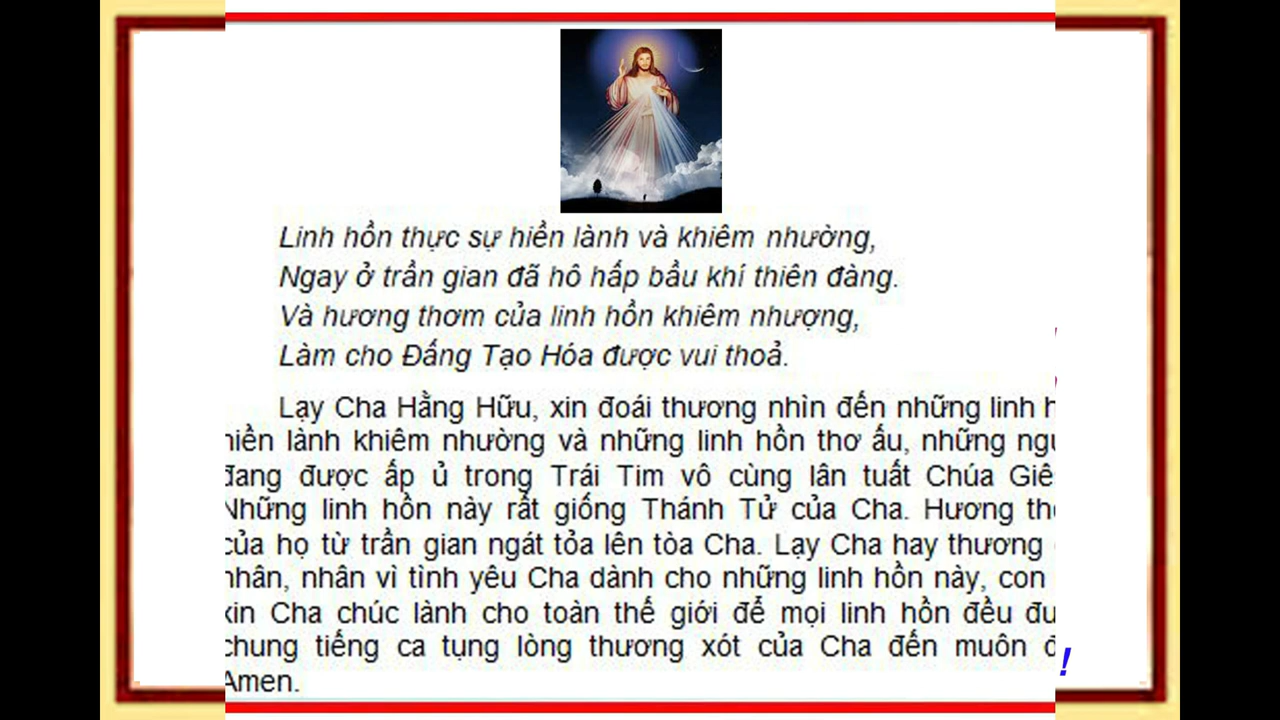 Linh hồn thực sự hiền lành và khiêm nhường,
Ngay ở trần gian đã hô hấp bầu khí thiên đàng.
Và hương thơm của linh hồn khiêm nhượng,
Làm cho Đấng Tạo Hóa được vui thoả.
Lạy Cha Hằng Hữu, xin đoái thương nhìn đến những linh
hiền lành khiêm nhường và những linh hồn thơ ấu, những
đang được ấp ủ trong Trái Tim vô cùng lân tuất Chúa
Những linh hồn này rất giống Thánh Tử của Cha. Hương
của họ từ trần gian ngát tỏa lên tòa Cha. Lạy Cha hay thương
nhân, nhân vì tình yêu Cha dành cho những linh hồn này, con
xin Cha chúc lành cho toàn thế giới để mọi linh hồn đều
chung tiếng ca tụng lòng thương xót của Cha đến muôn
!
Amen.